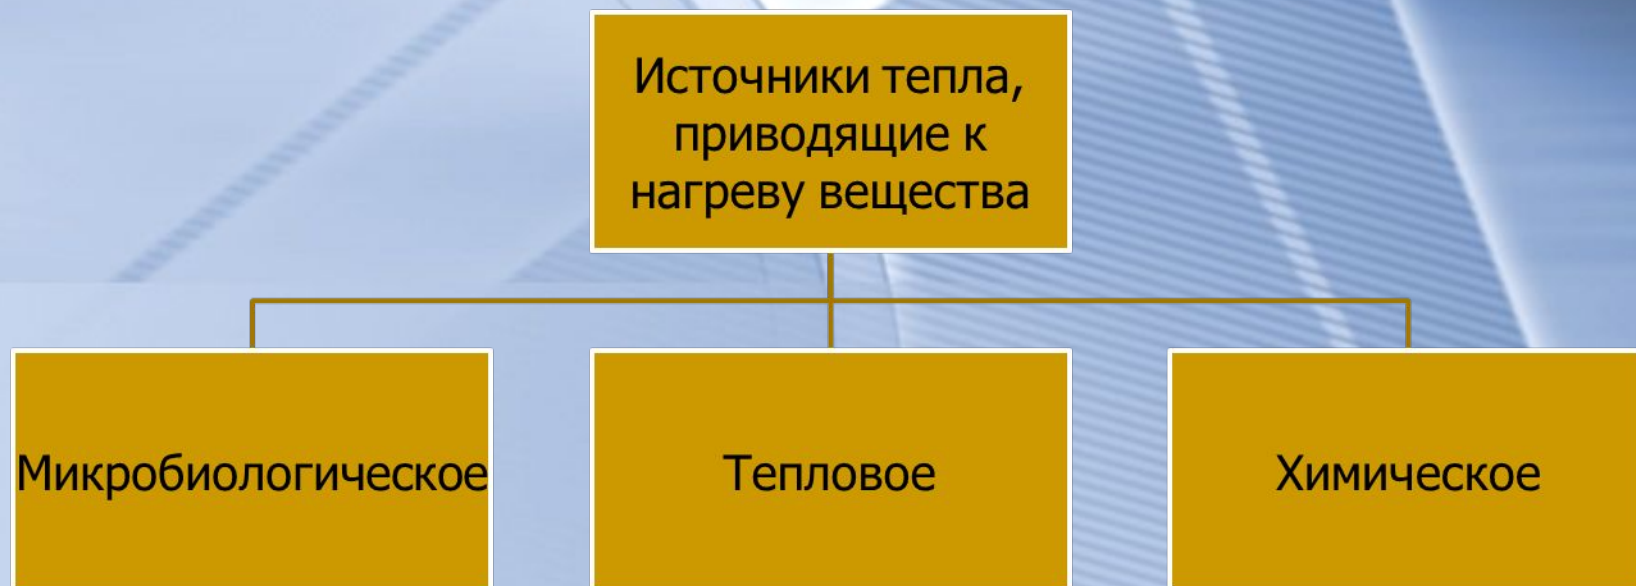 Источники тепла,
приводящие к
нагреву вещества
Микробиологическое
Тепловое
Химическое